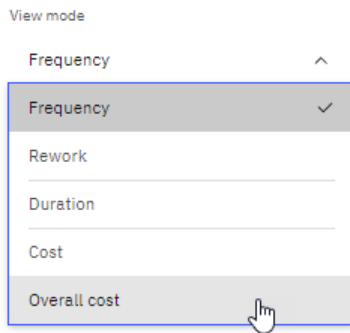 View mode
Frequency
Frequency
Rework
Duration
Cost
Overall cost